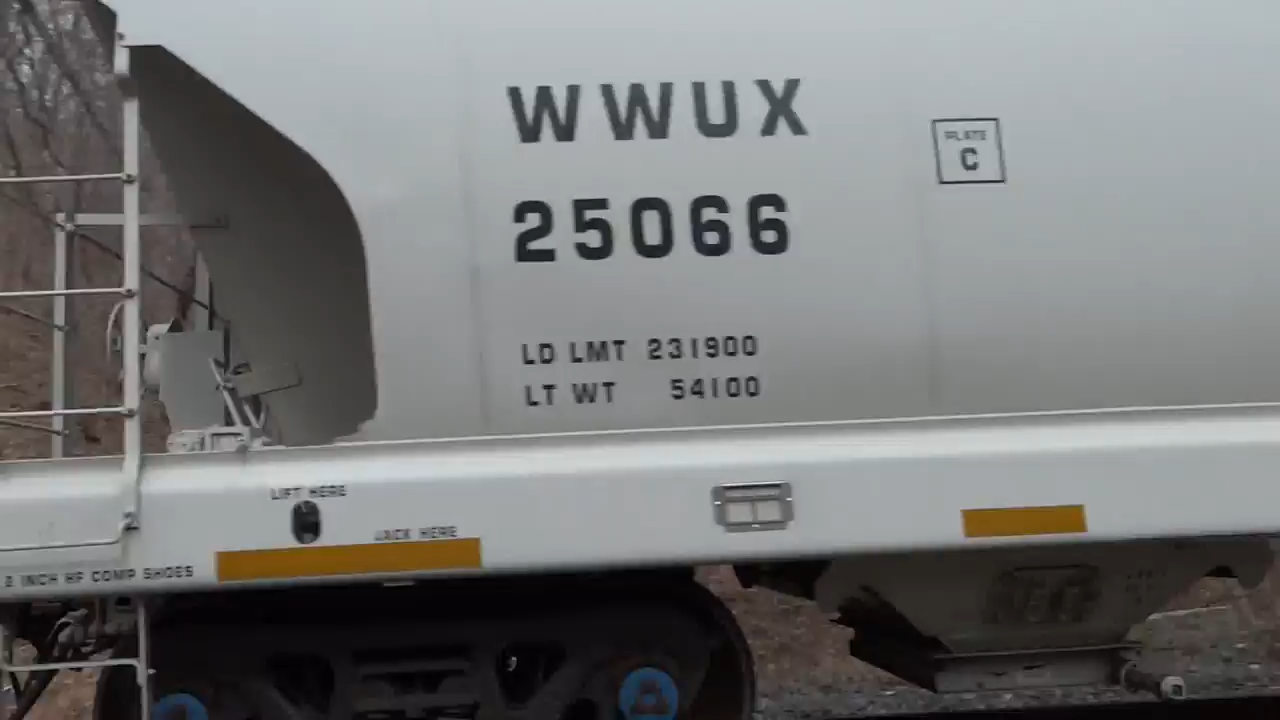 WWUX
25066
PLATE
C
LD LMT 231900
LT WT 54100
LIFT HERE
JACK HERE
2 INCH HF COMP SHOES